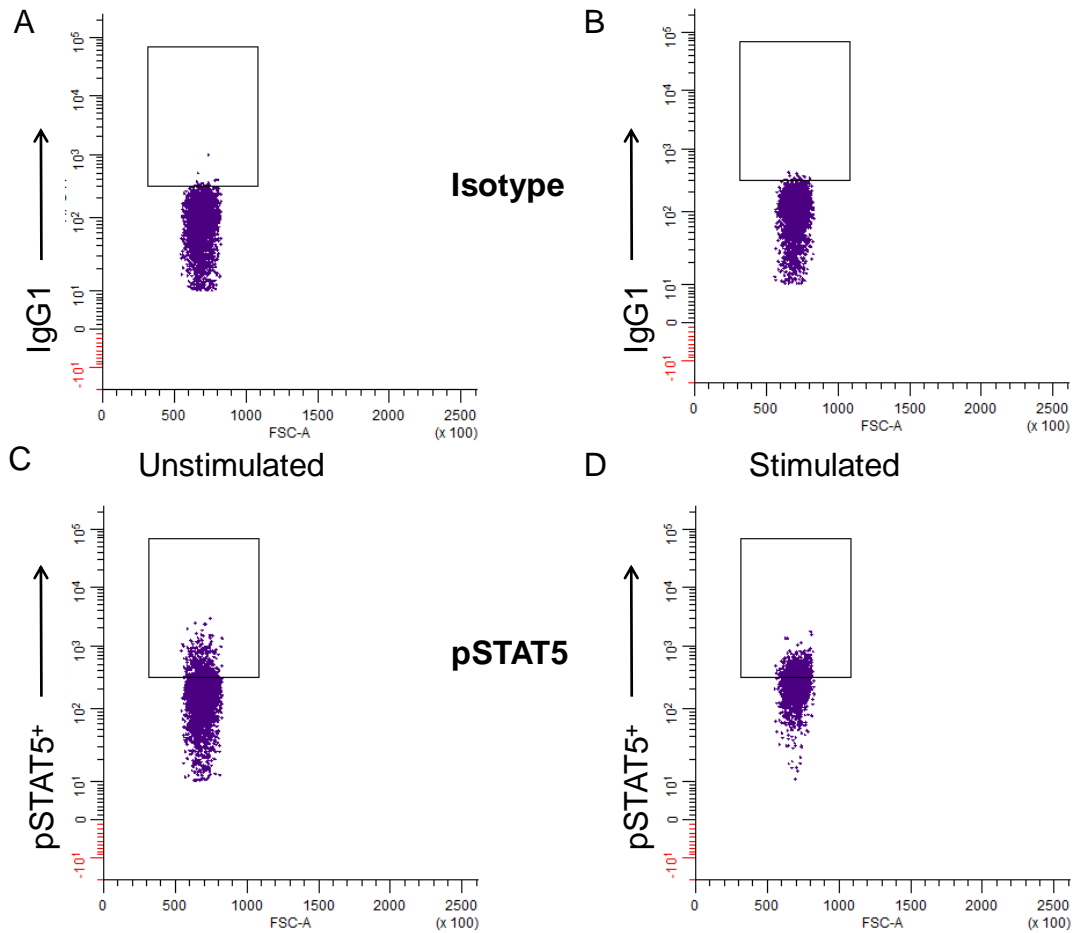 A
10⁵
10⁴
10³
10²
10¹
0
-10¹
IgG1
0 500 1000 1500 2000 2500
FSC-A (x 100)
B
10⁵
10⁴
10³
10²
10¹
0
-10¹
IgG1
0 500 1000 1500 2000 2500
FSC-A (x 100)
Isotype
C Unstimulated
10⁵
10⁴
10³
10²
10¹
0
-10¹
pSTAT5⁺
0 500 1000 1500 2000 2500
FSC-A (x 100)
D Stimulated
10⁵
10⁴
10³
10²
10¹
0
-10¹
pSTAT5⁺
0 500 1000 1500 2000 2500
FSC-A (x 100)
pSTAT5